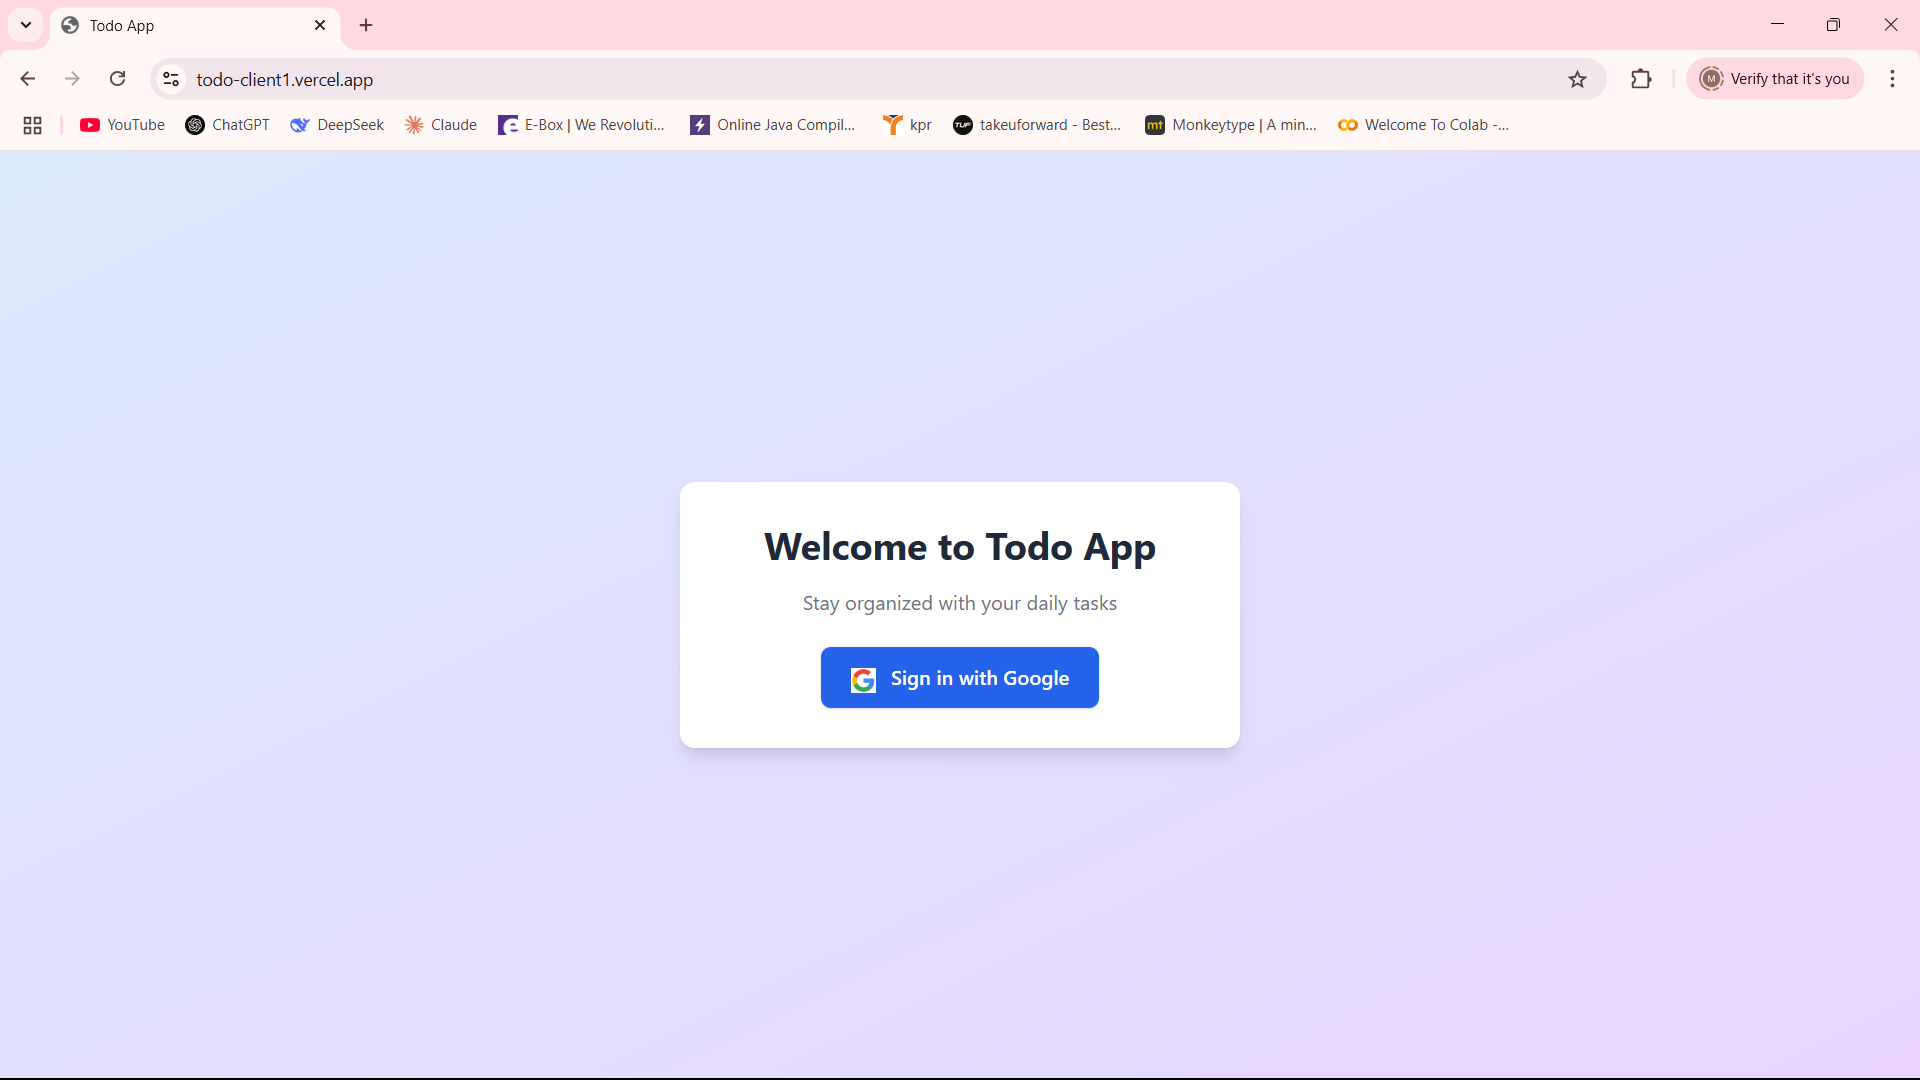 Todo App
todo-client1.vercel.app
M
Verify that it's you
YouTube
ChatGPT
DeepSeek
Claude
E-Box | We Revoluti...
Online Java Compil...
kpr
TUF
takeuforward - Best...
mt
Monkeytype | A min...
Welcome To Colab -...
Welcome to Todo App
Stay organized with your daily tasks
G
Sign in with Google